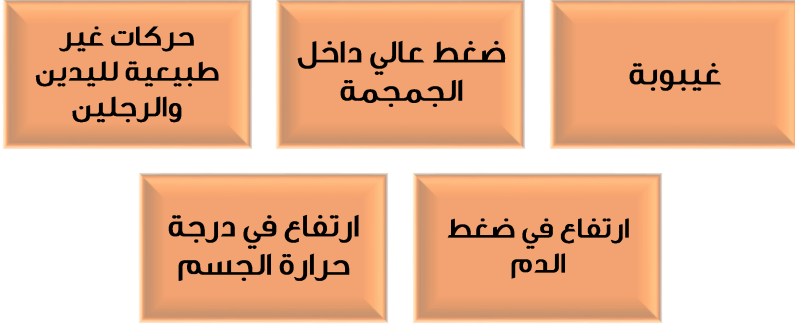 غيبوبة
ضغط عالي داخل
الجمجمة
حركات غير
طبيعية لليدين
والرجلين
ارتفاع في ضغط
الدم
ارتفاع في درجة
حرارة الجسم